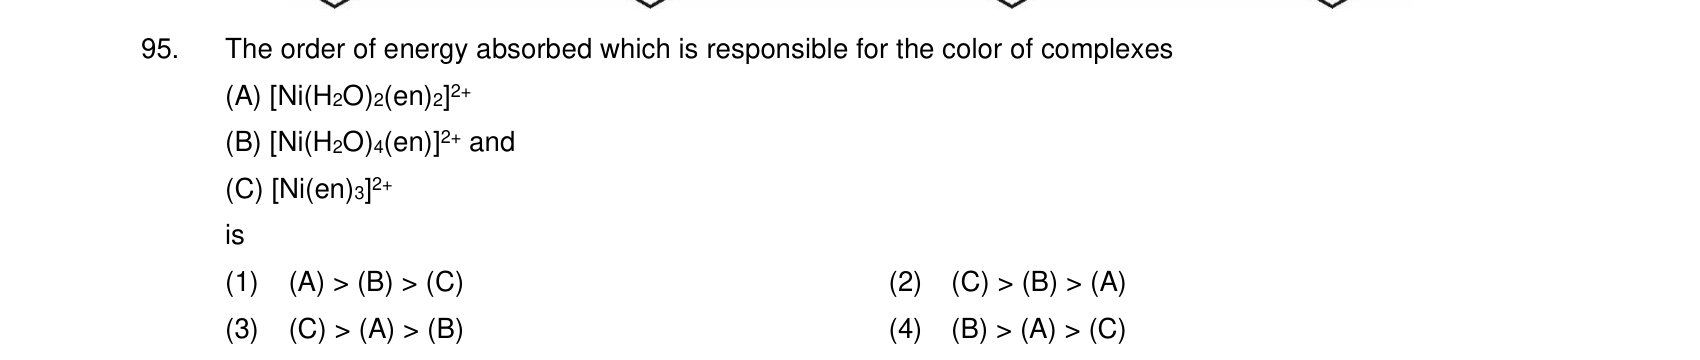 95. The order of energy absorbed which is responsible for the color of complexes
(A) [Ni(H2O)2(en)2]2+
(B) [Ni(H2O)4(en)]2+ and
(C) [Ni(en)3]2+
is
(1) (A) > (B) > (C) (2) (C) > (B) > (A)
(3) (C) > (A) > (B) (4) (B) > (A) > (C)